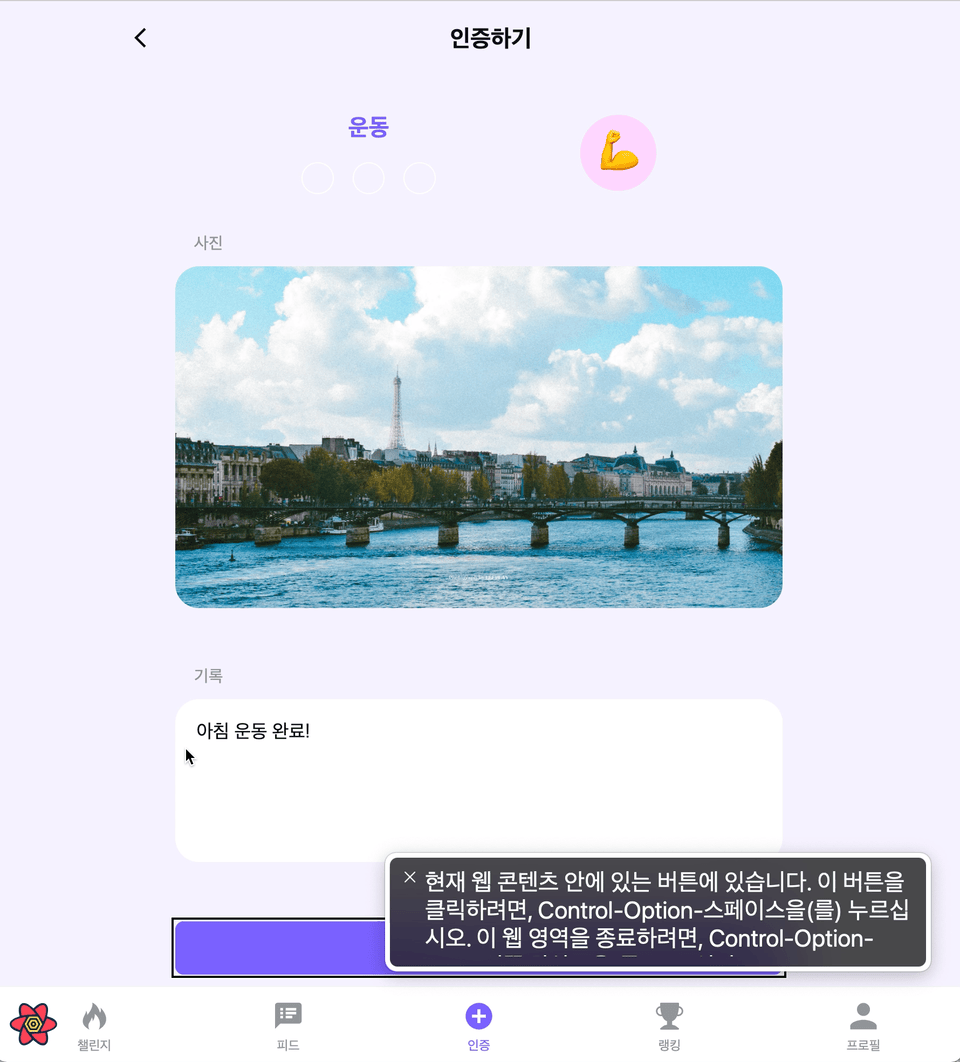 인증하기
운동
사진
기록
아침 운동 완료!
현재 웹 콘텐츠 안에 있는 버튼에 있습니다. 이 버튼을
클릭하려면, Control-Option-스페이스을(를) 누르십
시오. 이 웹 영역을 종료하려면, Control-Option-
챌린지
피드
인증
랭킹
프로필